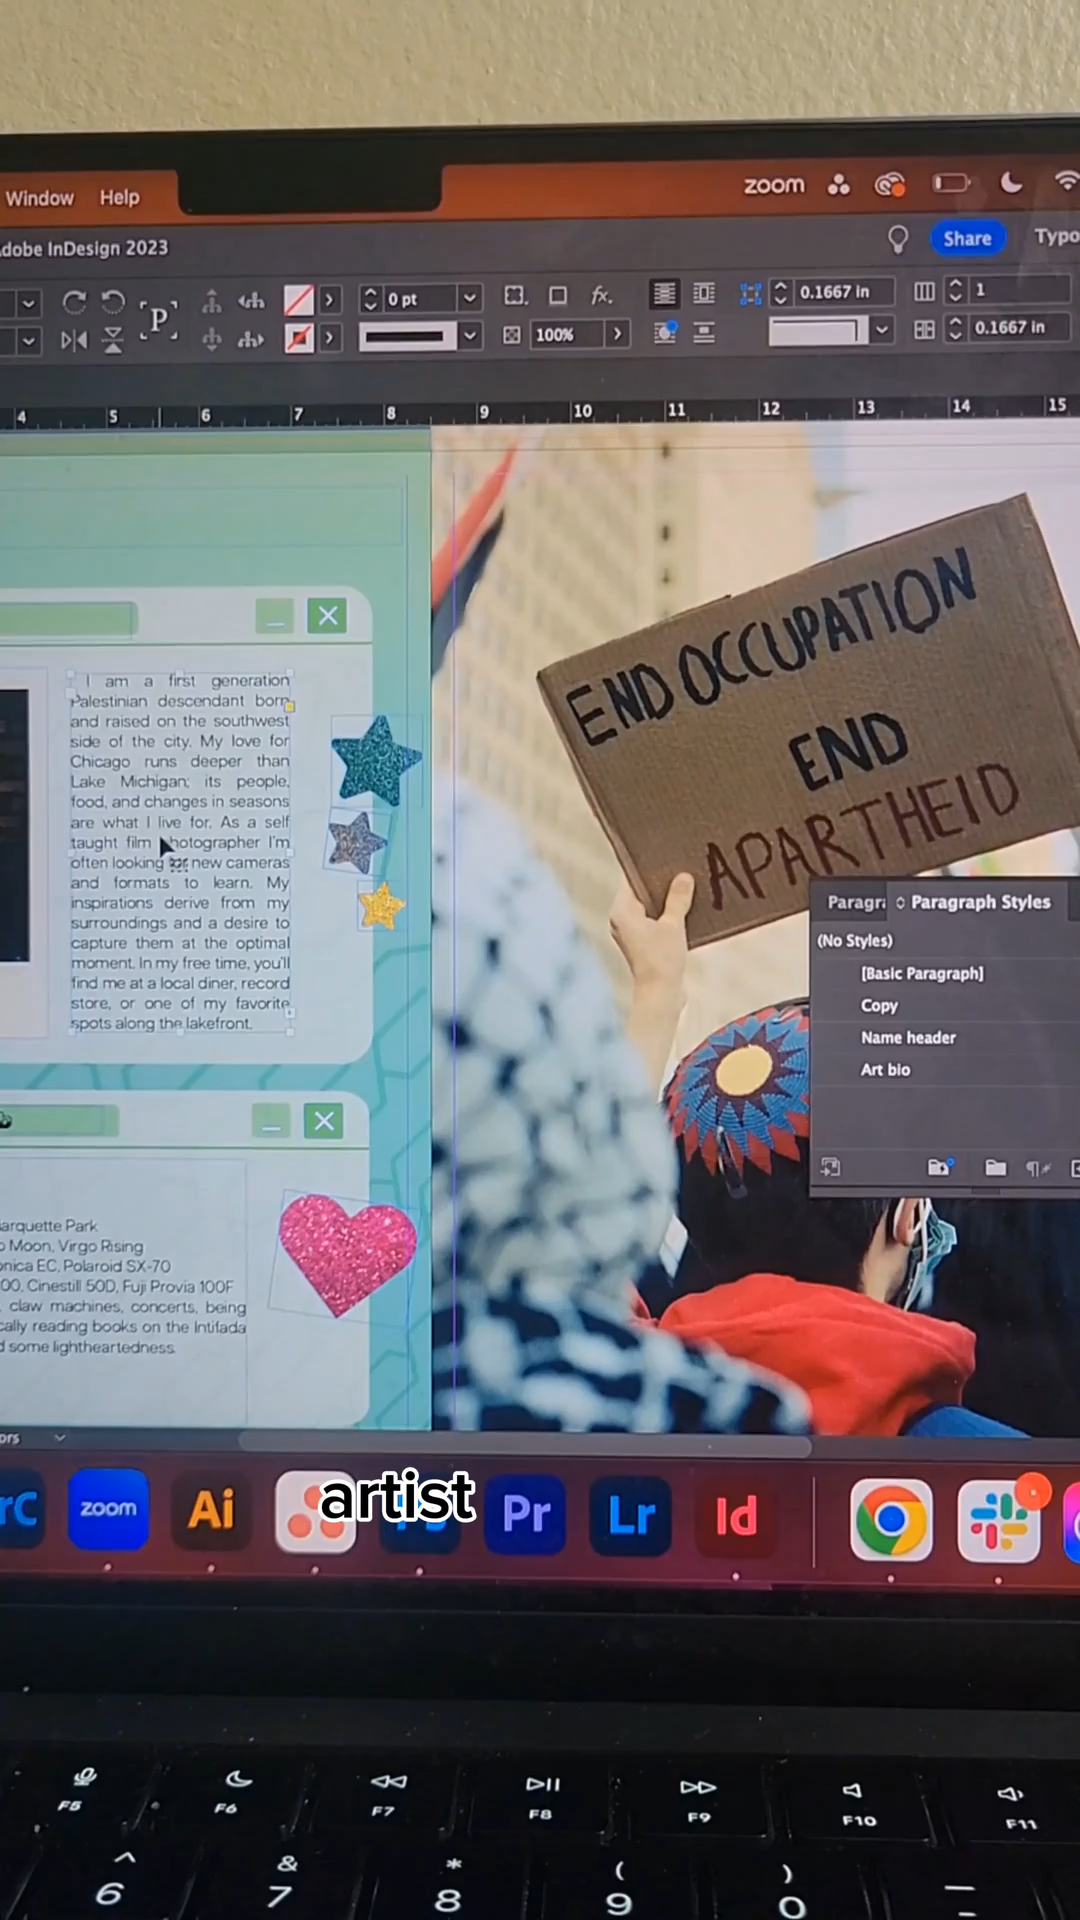 Window Help zoom
Adobe InDesign 2023 Share
0 pt fx. 0.1667 in 1
P 100% 0.1667 in
4 5 6 7 8 9 10 11 12 13 14 15
END OCCUPATION
END
APARTHEID
I am a first generation
Palestinian descendant born
and raised on the southwest
side of the city. My love for
Chicago runs deeper than
Lake Michigan; its people,
food, and changes in seasons
are what I live for. As a self
taught film photographer I'm
often looking for new cameras
and formats to learn. My
inspirations derive from my
surroundings and a desire to
capture them at the optimal
moment. In my free time, you'll
find me at a local diner, record
store, or one of my favorite
spots along the lakefront.
Paragraph Styles
(No Styles)
[Basic Paragraph]
Copy
Name header
Art bio
arquette Park
Moon, Virgo Rising
onica EC, Polaroid SX-70
00, Cinestill 50D, Fuji Provia 100F
, claw machines, concerts, being
cally reading books on the Intifada
d some lightheartedness.
rC zoom Ai Pr Lr Id
artist
F5 F6 F7 F8 F9 F10 F11
^ & * ( ) —
6 7 8 9 0 -